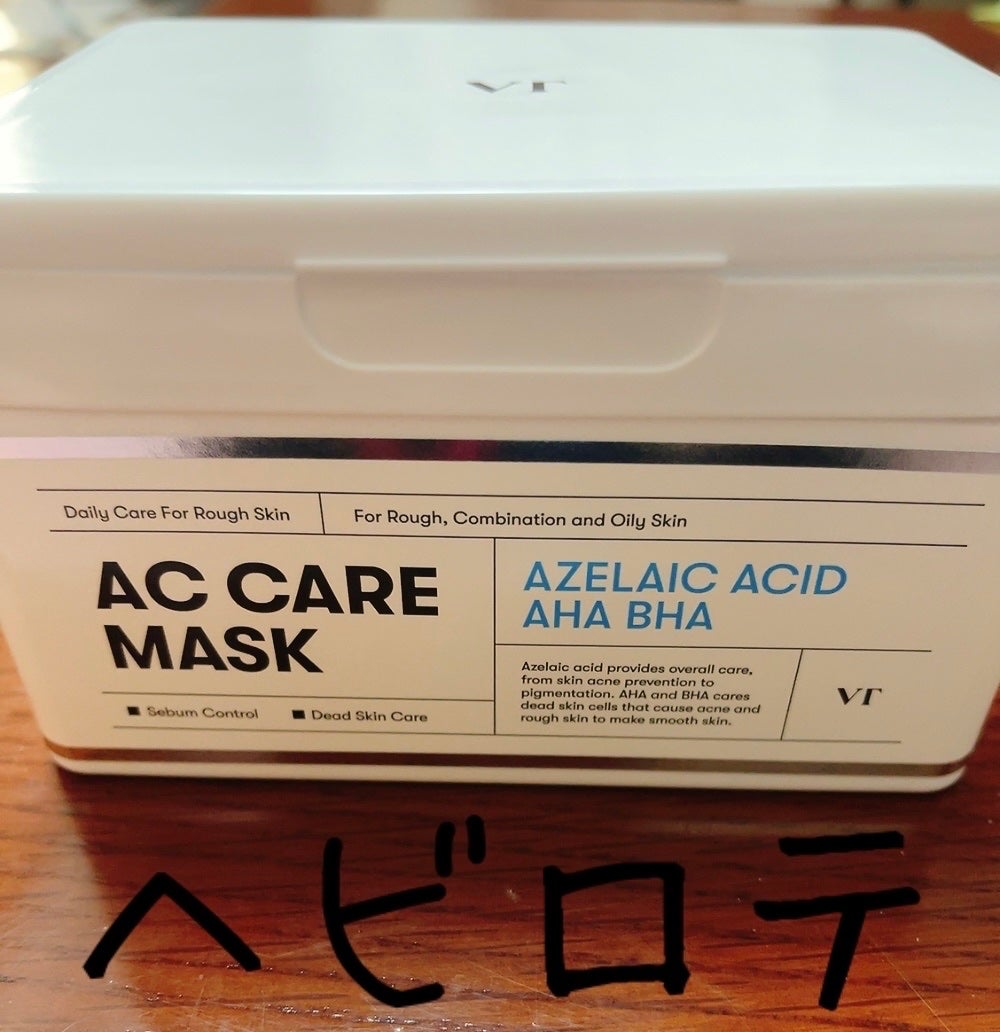 VT
Daily Care For Rough Skin
For Rough, Combination and Oily Skin
AC CARE
MASK
■ Sebum Control ■ Dead Skin Care
AZELAIC ACID
AHA BHA
Azelaic acid provides overall care,
from skin acne prevention to
pigmentation. AHA and BHA cares
dead skin cells that cause acne and
rough skin to make smooth skin.
VT
ヘビロテ